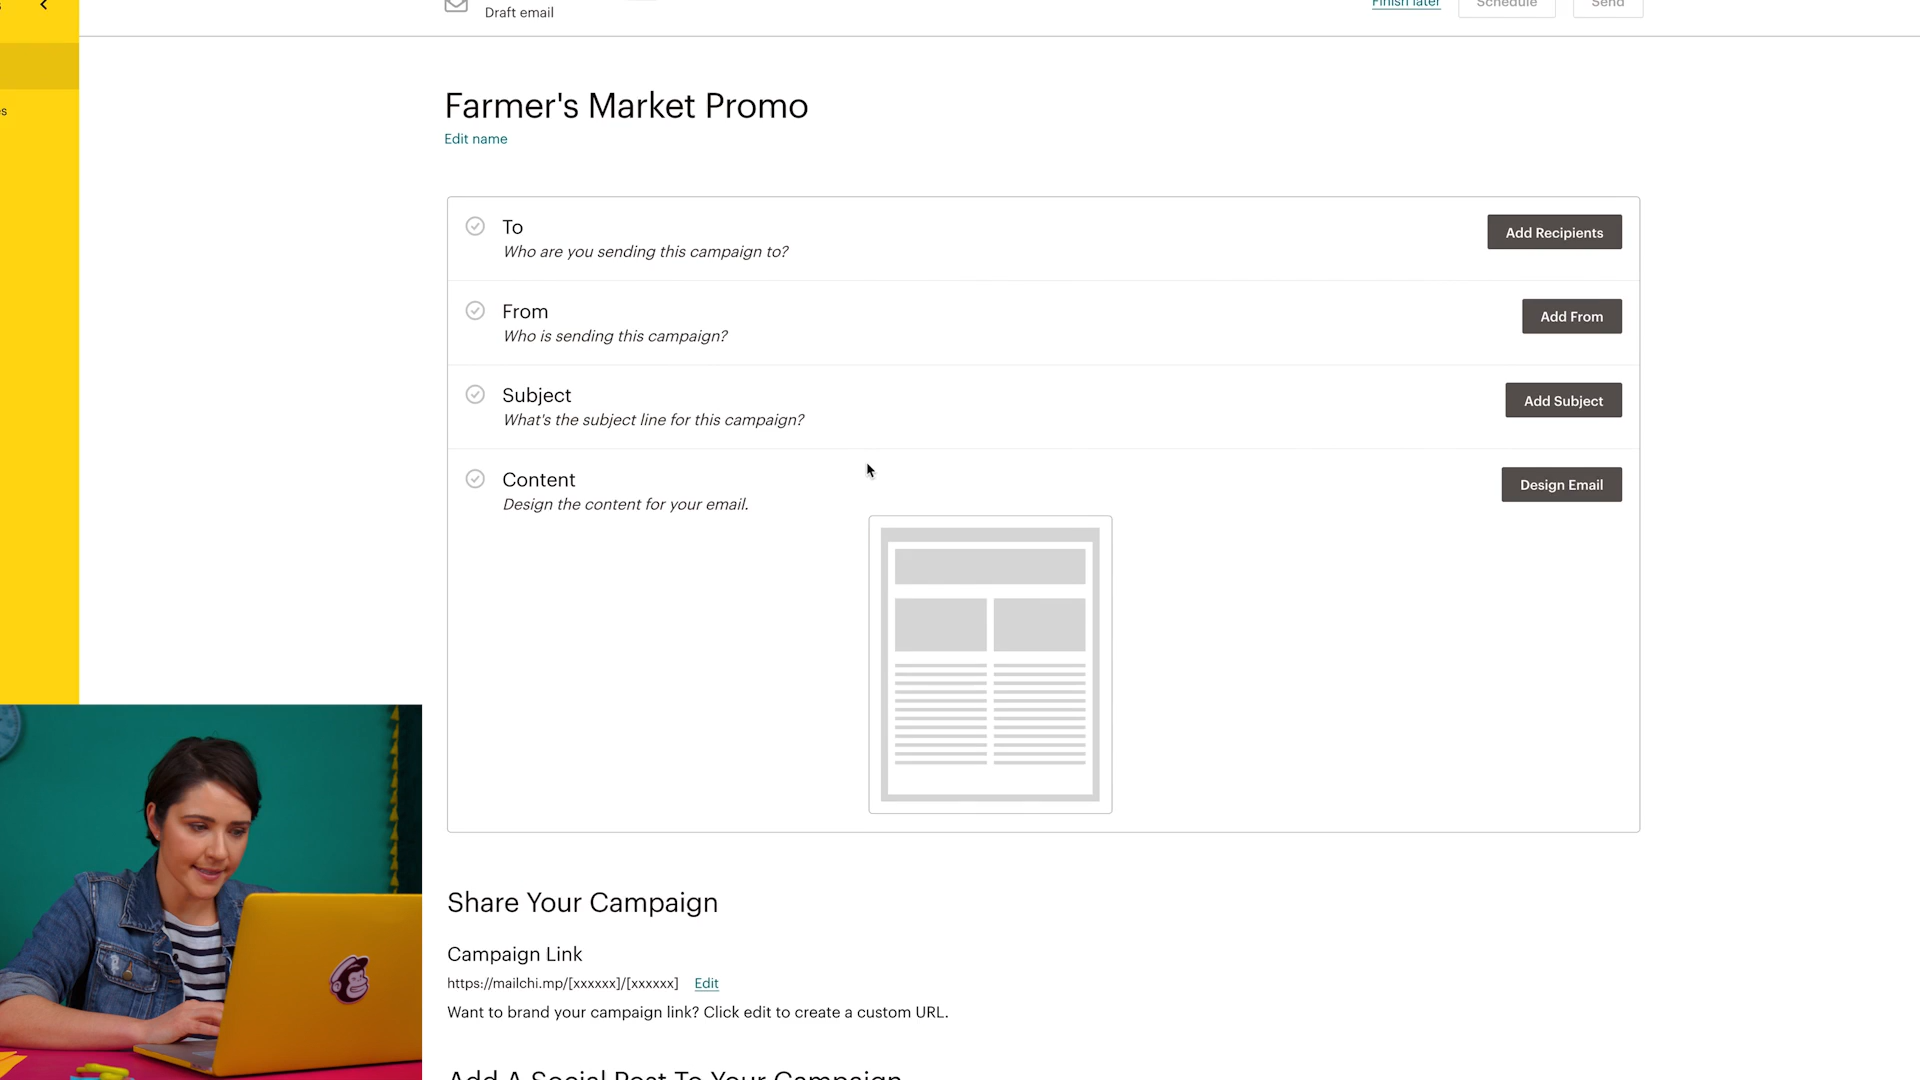 Draft email
Finish later
Schedule
Send
Farmer's Market Promo
Edit name
To
Who are you sending this campaign to?
Add Recipients
From
Who is sending this campaign?
Add From
Subject
What's the subject line for this campaign?
Add Subject
Content
Design the content for your email.
Design Email
Share Your Campaign
Campaign Link
https://mailchi.mp/[xxxxxx]/[xxxxxx] Edit
Want to brand your campaign link? Click edit to create a custom URL.
Add A Social Post To Your Campaign